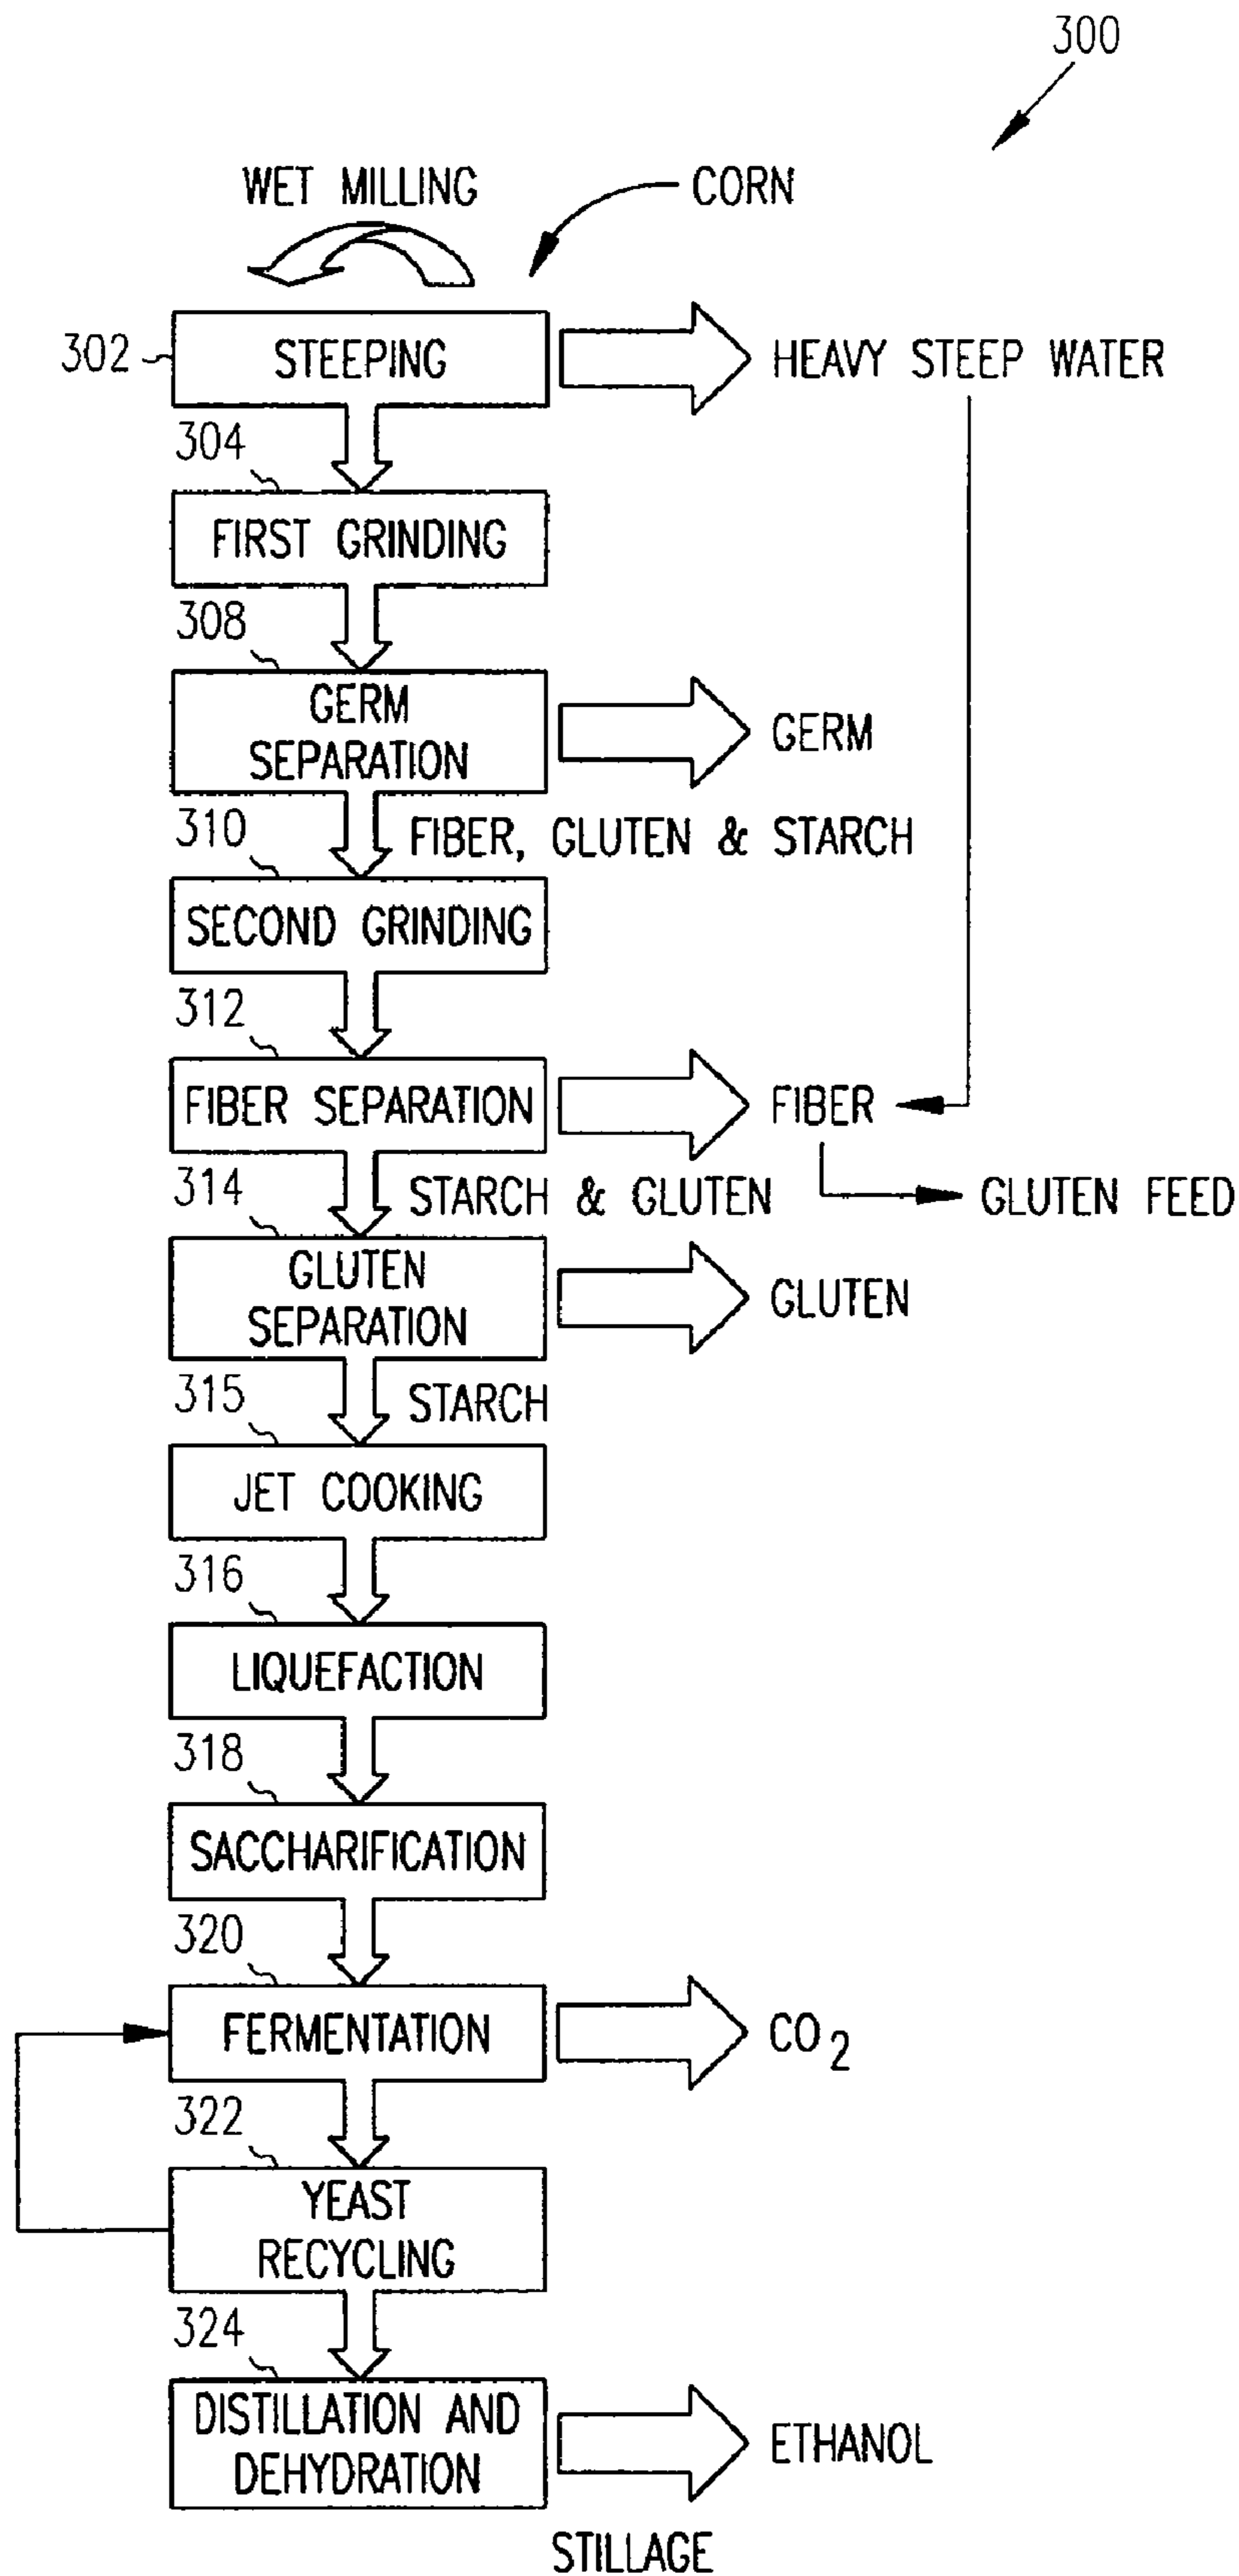 300
WET MILLING
CORN
302
STEEPING
HEAVY STEEP WATER
304
FIRST GRINDING
308
GERM
SEPARATION
GERM
310
FIBER, GLUTEN & STARCH
SECOND GRINDING
312
FIBER SEPARATION
FIBER
314
STARCH & GLUTEN
GLUTEN FEED
GLUTEN
SEPARATION
GLUTEN
315
STARCH
JET COOKING
316
LIQUEFACTION
318
SACCHARIFICATION
320
FERMENTATION
CO2
322
YEAST
RECYCLING
324
DISTILLATION AND
DEHYDRATION
ETHANOL
STILLAGE